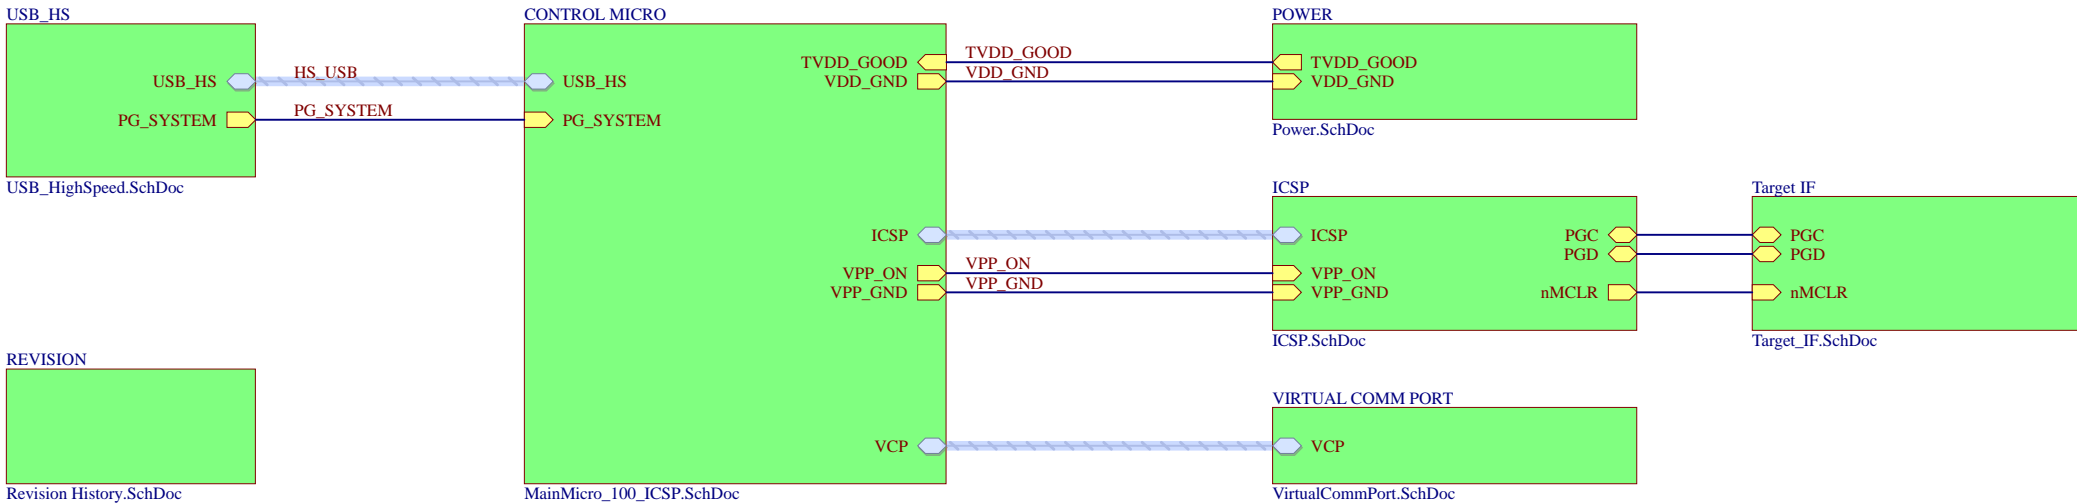 USB_HS
USB_HS
PG_SYSTEM
USB_HighSpeed.SchDoc
HS_USB
PG_SYSTEM
CONTROL MICRO
USB_HS
PG_SYSTEM
TVDD_GOOD
VDD_GND
ICSP
VPP_ON
VPP_GND
VCP
MainMicro_100_ICSP.SchDoc
TVDD_GOOD
VDD_GND
VPP_ON
VPP_GND
POWER
TVDD_GOOD
VDD_GND
Power.SchDoc
ICSP
ICSP
VPP_ON
VPP_GND
PGC
PGD
nMCLR
ICSP.SchDoc
Target IF
PGC
PGD
nMCLR
Target_IF.SchDoc
REVISION
Revision History.SchDoc
VIRTUAL COMM PORT
VCP
VirtualCommPort.SchDoc